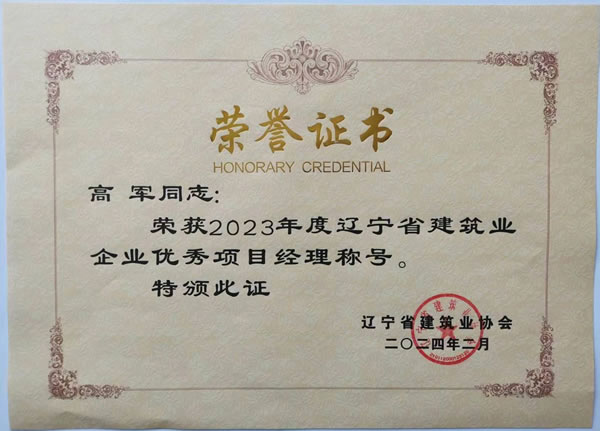 荣誉证书
HONORARY CREDENTIAL
高 军同志:
荣获2023年度辽宁省建筑业
企业优秀项目经理称号。
特颁此证
辽宁省建筑业协会
二〇二四年二月